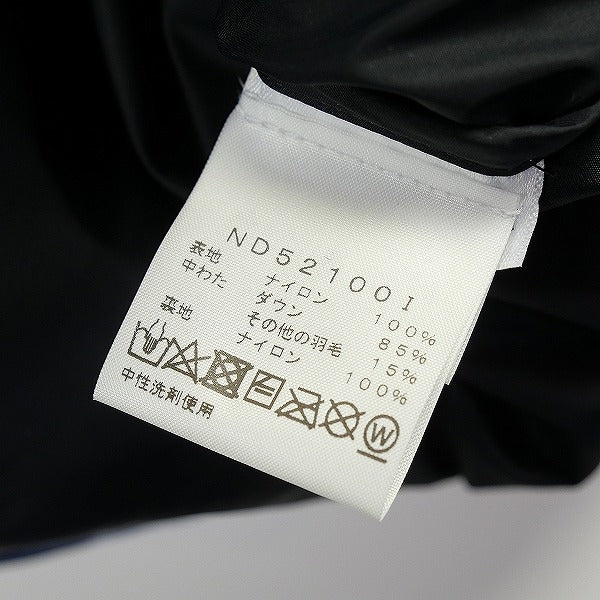 ND52100I
表地 ナイロン 100%
中わた ダウン 85%
その他の羽毛 15%
裏地 ナイロン 100%
W
中性洗剤使用